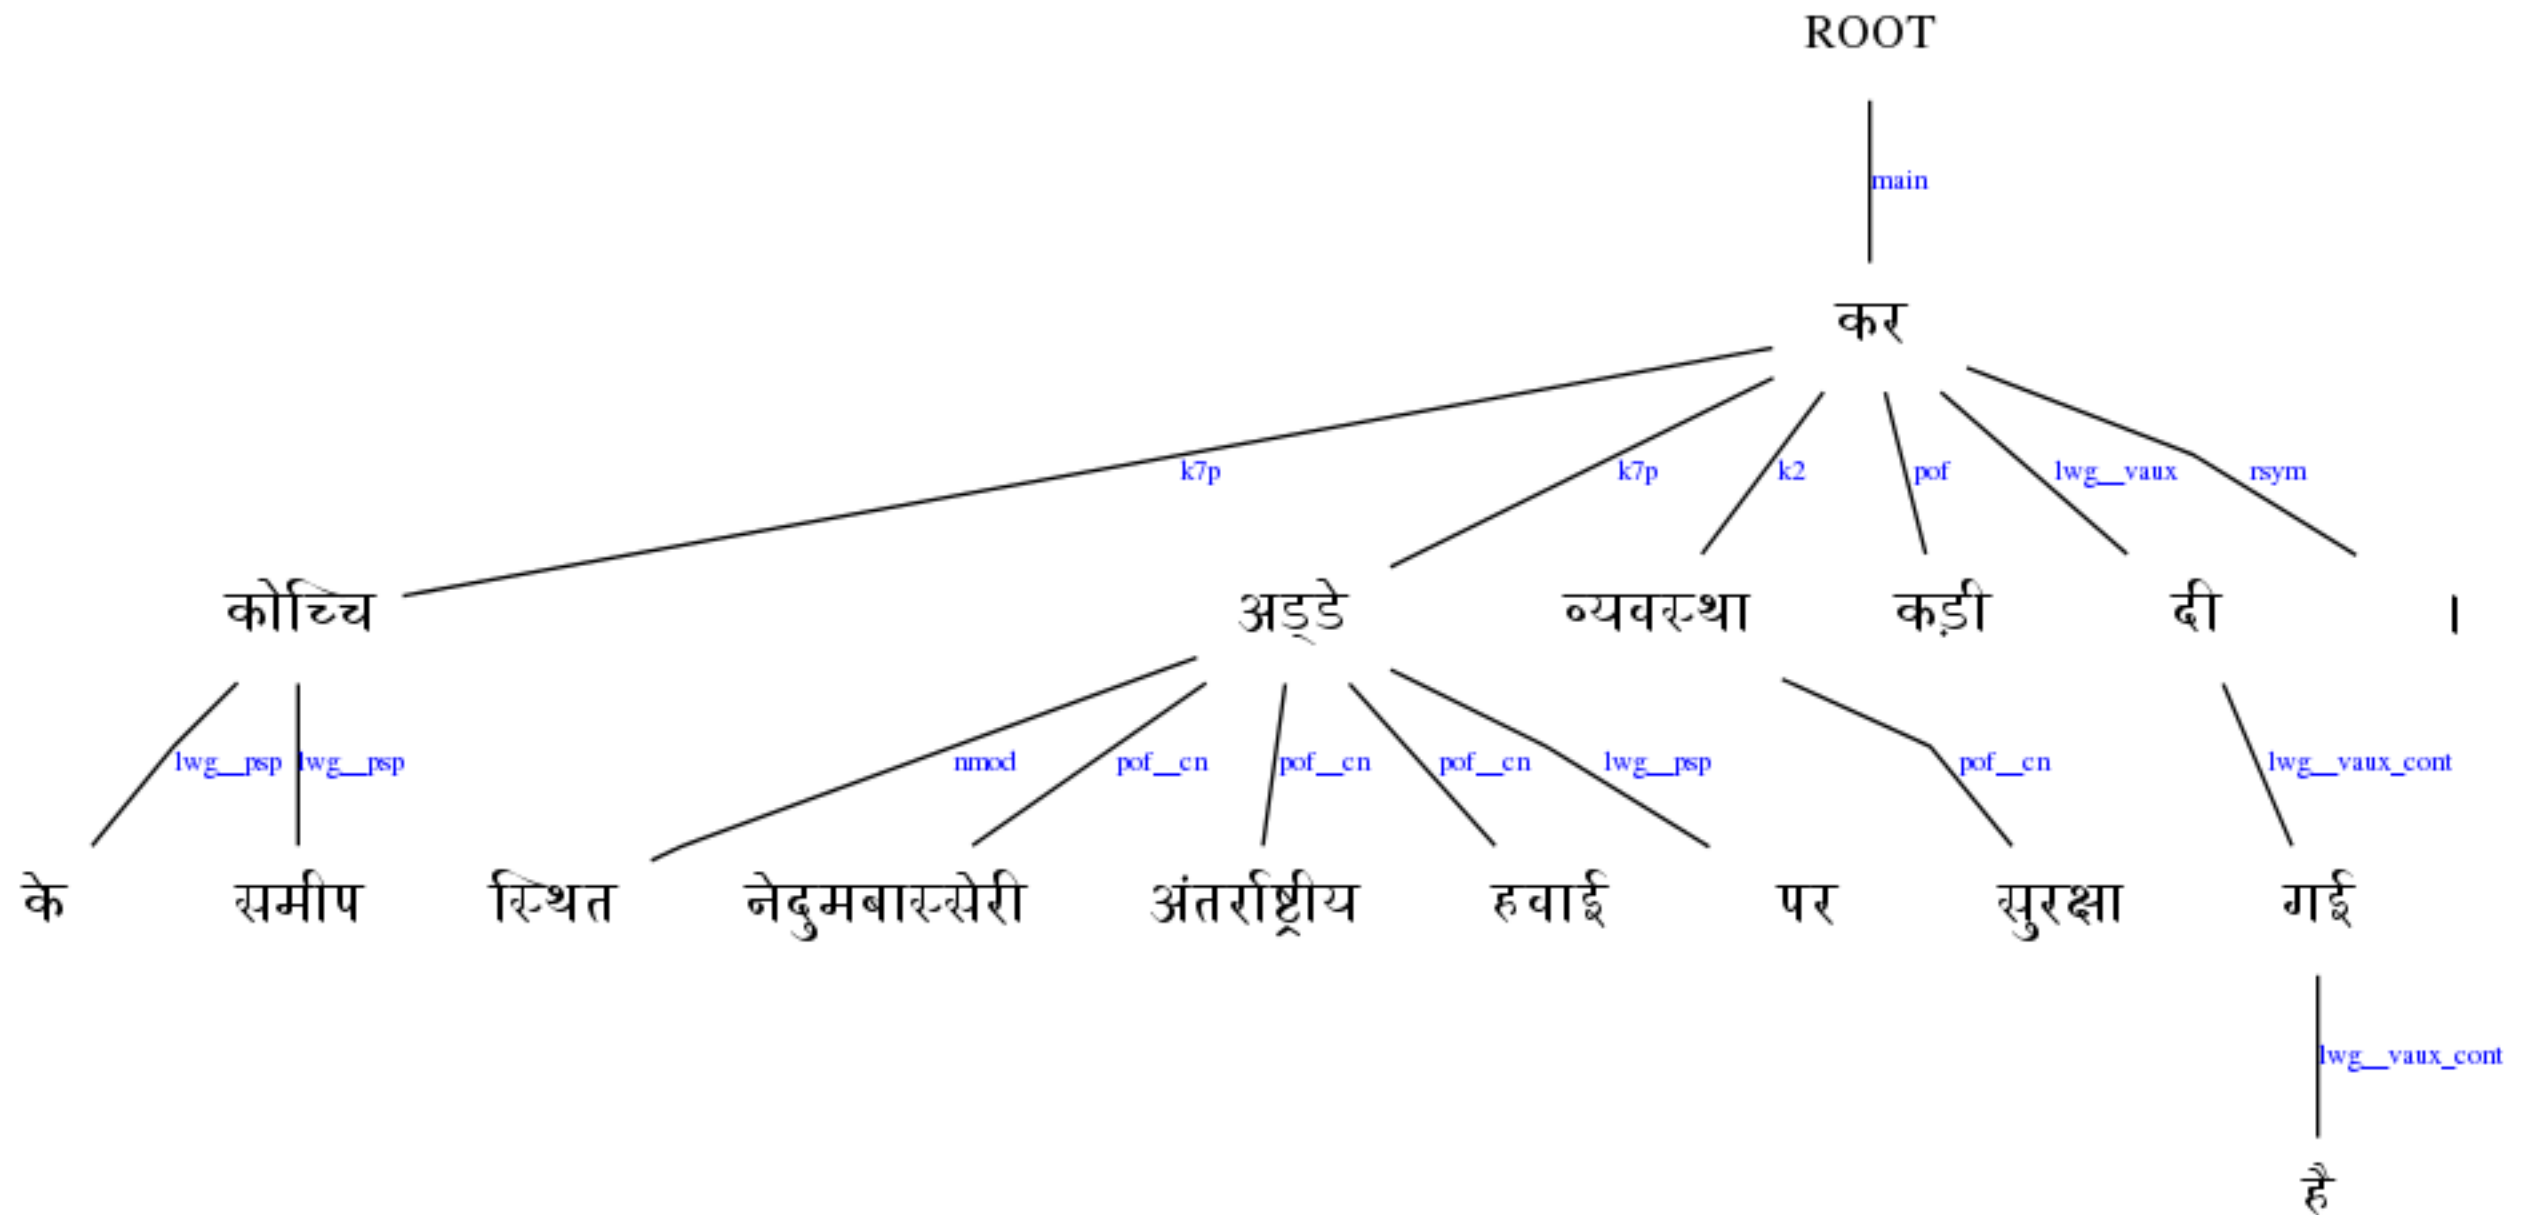 ROOT
main
कर
k7p k7p k2 pof lwg__vaux rsym
कोच्चि अड्डे व्यवस्था कड़ी दी ।
lwg__psp lwg__psp nmod pof__cn pof__cn pof__cn lwg__psp pof__cn lwg__vaux_cont
के समीप स्थित नेदुमबास्सेरी अंतर्राष्ट्रीय हवाई पर सुरक्षा गई
lwg__vaux_cont
है